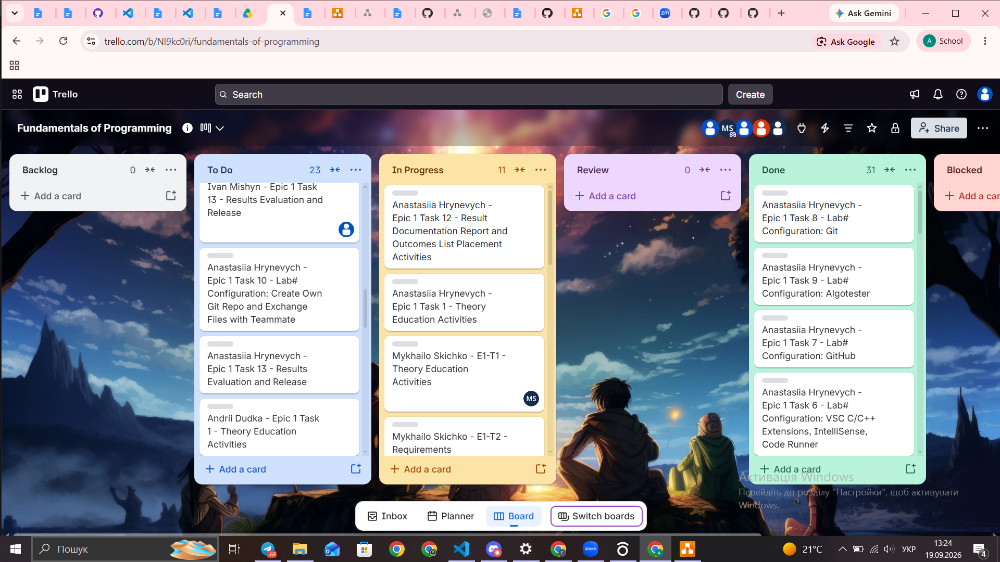 Ask Gemini
trello.com/b/NI9kc0ri/fundamentals-of-programming
Ask Google
A
School
Trello
Search
Create
Fundamentals of Programming
MS
Share
Backlog
0
Add a card
To Do
23
Ivan Mishyn - Epic 1 Task
13 - Results Evaluation and
Release
Anastasiia Hrynevych -
Epic 1 Task 10 - Lab#
Configuration: Create Own
Git Repo and Exchange
Files with Teammate
Anastasiia Hrynevych -
Epic 1 Task 13 - Results
Evaluation and Release
Andrii Dudka - Epic 1 Task
1 - Theory Education
Activities
Add a card
In Progress
11
Anastasiia Hrynevych -
Epic 1 Task 12 - Result
Documentation Report and
Outcomes List Placement
Activities
Anastasiia Hrynevych -
Epic 1 Task 1 - Theory
Education Activities
Mykhailo Skichko - E1-T1 -
Theory Education
Activities
MS
Mykhailo Skichko - E1-T2 -
Requirements
Add a card
Review
0
Add a card
Done
31
Anastasiia Hrynevych -
Epic 1 Task 8 - Lab#
Configuration: Git
Anastasiia Hrynevych -
Epic 1 Task 9 - Lab#
Configuration: Algotester
Anastasiia Hrynevych -
Epic 1 Task 7 - Lab#
Configuration: GitHub
Anastasiia Hrynevych -
Epic 1 Task 6 - Lab#
Configuration: VSC C/C++
Extensions, IntelliSense,
Code Runner
Add a card
Blocked
Add a car
Активація Windows
Перейдіть до розділу "Настройки", щоб активувати
Windows.
Inbox
Planner
Board
Switch boards
Пошук
zm
68
zoom
A
21°C
УКР
13:24
19.09.2026
4